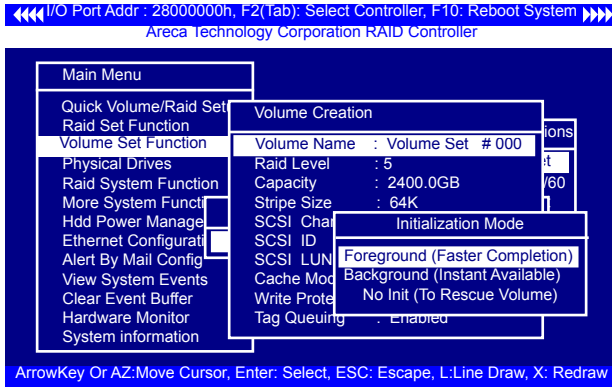 I/O Port Addr : 28000000h, F2(Tab): Select Controller, F10: Reboot System
Areca Technology Corporation RAID Controller
Main Menu
Quick Volume/Raid Set
Raid Set Function
Volume Set Function
Physical Drives
Raid System Function
More System Functi
Hdd Power Manage
Ethernet Configurati
Alert By Mail Config
View System Events
Clear Event Buffer
Hardware Monitor
System information
ions
et
/60
Volume Creation
Volume Name : Volume Set # 000
Raid Level : 5
Capacity : 2400.0GB
Stripe Size : 64K
SCSI Chan
SCSI ID
SCSI LUN
Cache Mod
Write Prote
Tag Queuing : Enabled
Initialization Mode
Foreground (Faster Completion)
Background (Instant Available)
No Init (To Rescue Volume)
ArrowKey Or AZ:Move Cursor, Enter: Select, ESC: Escape, L:Line Draw, X: Redraw